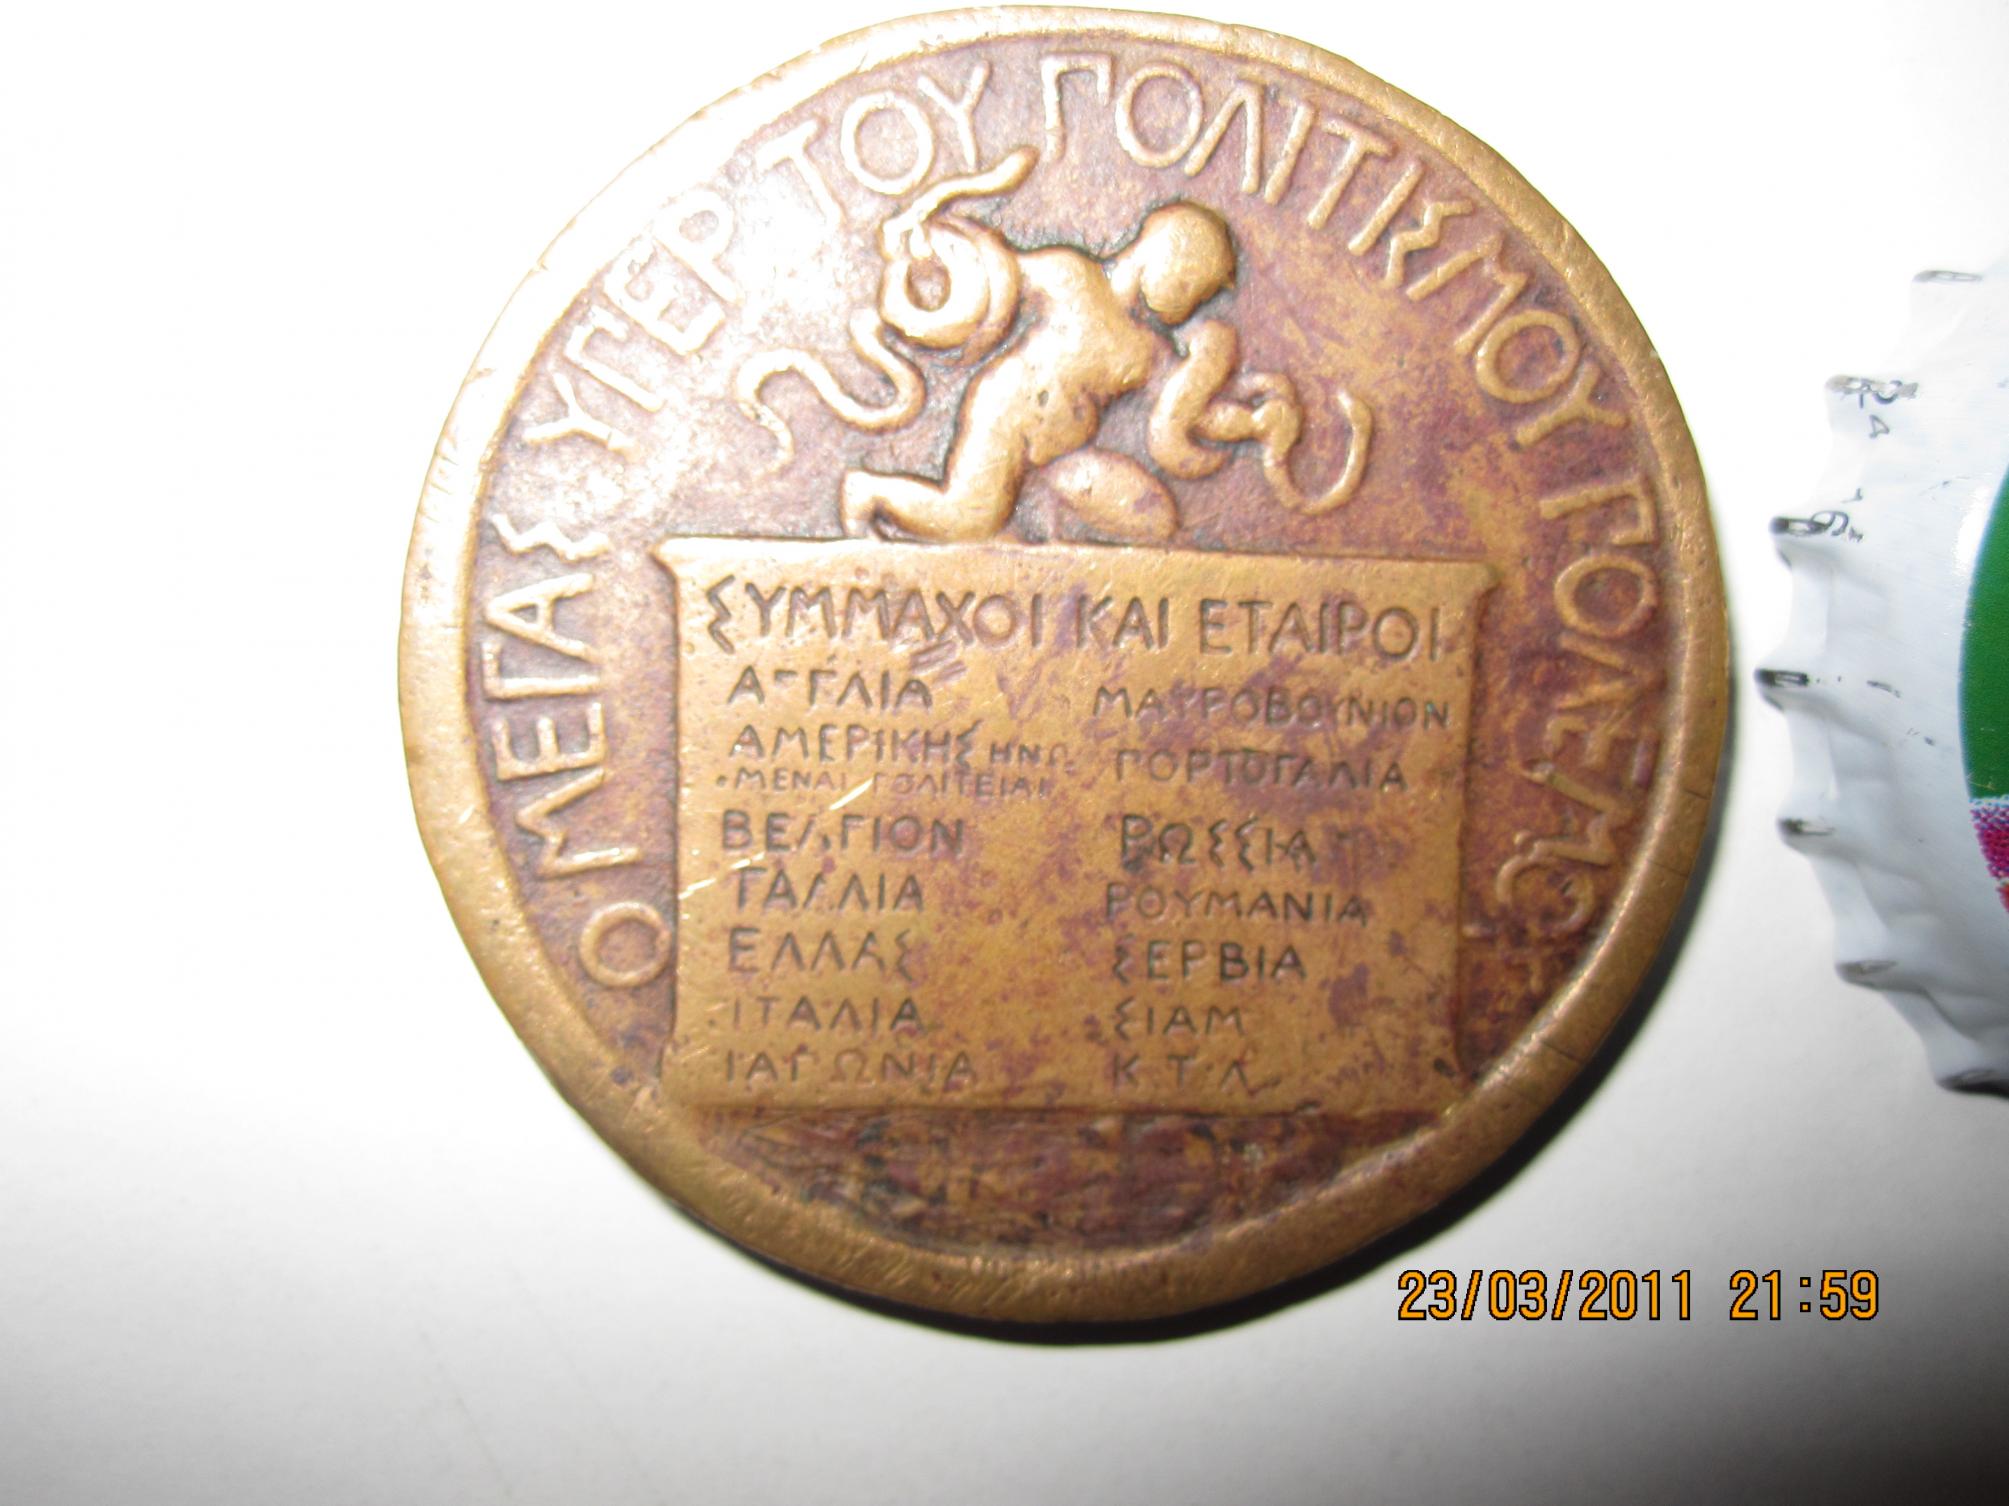 Ο ΜΕΓΑΣ ΥΠΕΡ ΤΟΥ ΠΟΛΙΤΙΣΜΟΥ ΠΟΛΕΜΟΣ
ΣΥΜΜΑΧΟΙ ΚΑΙ ΕΤΑΙΡΟΙ
ΑΓΓΛΙΑ ΜΑΥΡΟΒΟΥΝΙΟΝ
ΑΜΕΡΙΚΗΣ ΗΝΩ ΠΟΡΤΟΓΑΛΙΑ
ΜΕΝΑΙ ΠΟΛΙΤΕΙΑΙ
ΒΕΛΓΙΟΝ ΡΩΣΣΙΑ
ΓΑΛΛΙΑ ΡΟΥΜΑΝΙΑ
ΕΛΛΑΣ ΣΕΡΒΙΑ
ΙΤΑΛΙΑ ΣΙΑΜ
ΙΑΠΩΝΙΑ Κ.Τ.Λ
23/03/2011 21:59